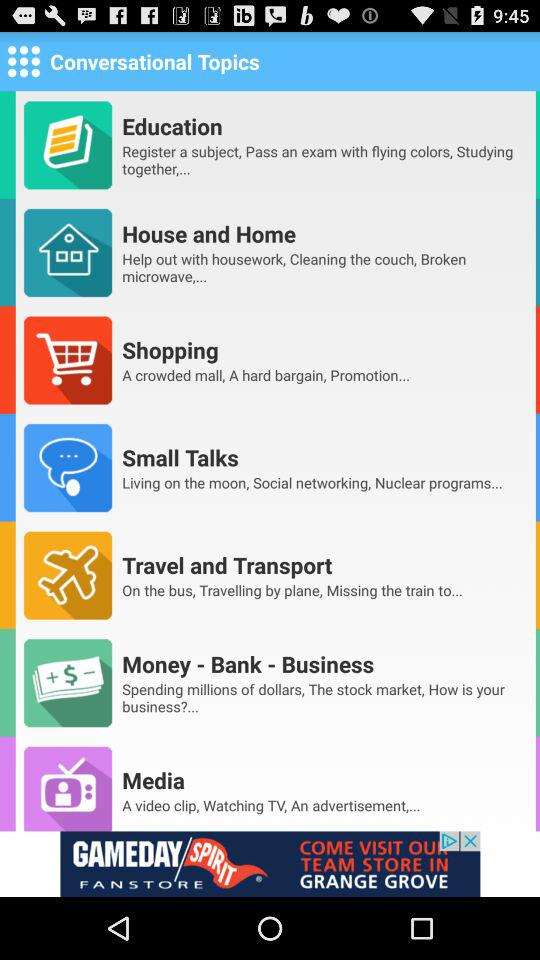 9:45
Conversational Topics
Education
Register a subject, Pass an exam with flying colors, Studying
together,...
House and Home
Help out with housework, Cleaning the couch, Broken
microwave,...
Shopping
A crowded mall, A hard bargain, Promotion...
Small Talks
Living on the moon, Social networking, Nuclear programs...
Travel and Transport
On the bus, Travelling by plane, Missing the train to...
+ $ -
Money - Bank - Business
Spending millions of dollars, The stock market, How is your
business?...
Media
A video clip, Watching TV, An advertisement,...
GAMEDAY SPIRIT
FANSTORE
COME VISIT OUR
TEAM STORE IN
GRANGE GROVE